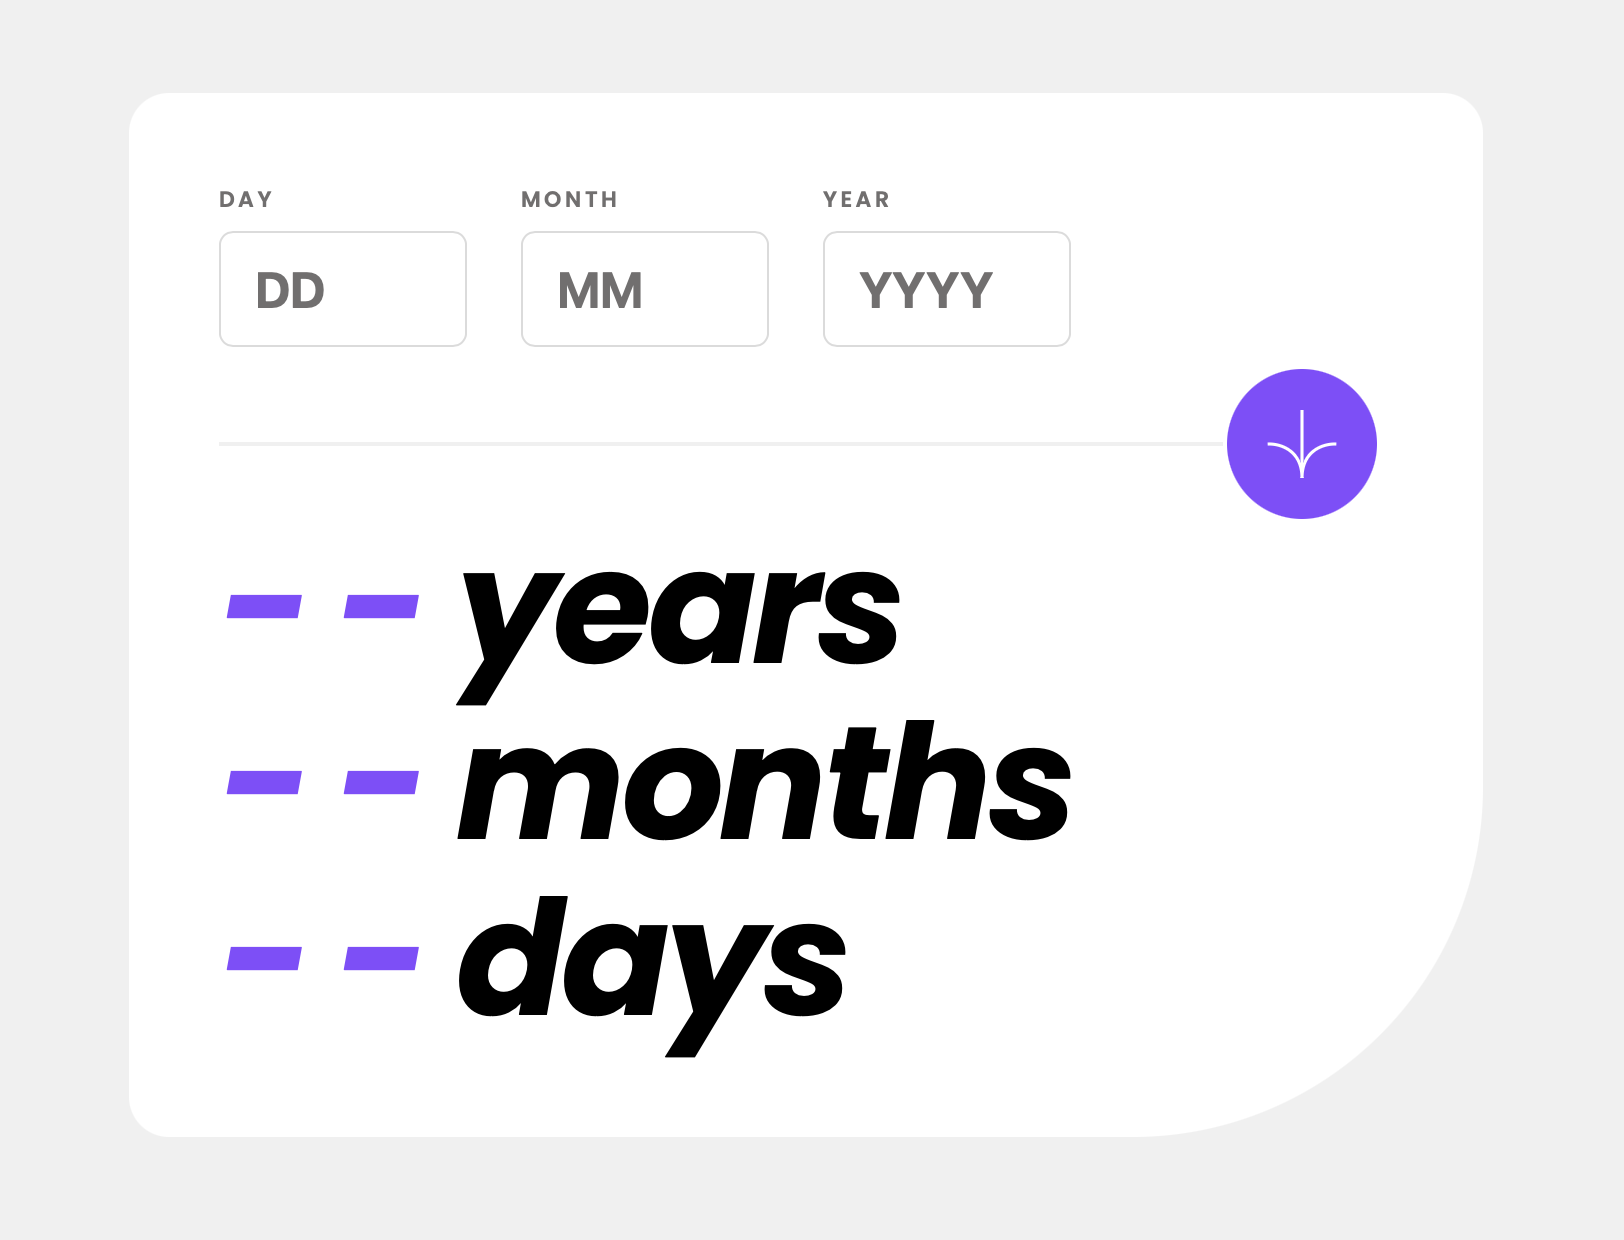 DAY MONTH YEAR
DD MM YYYY
-- years
-- months
-- days